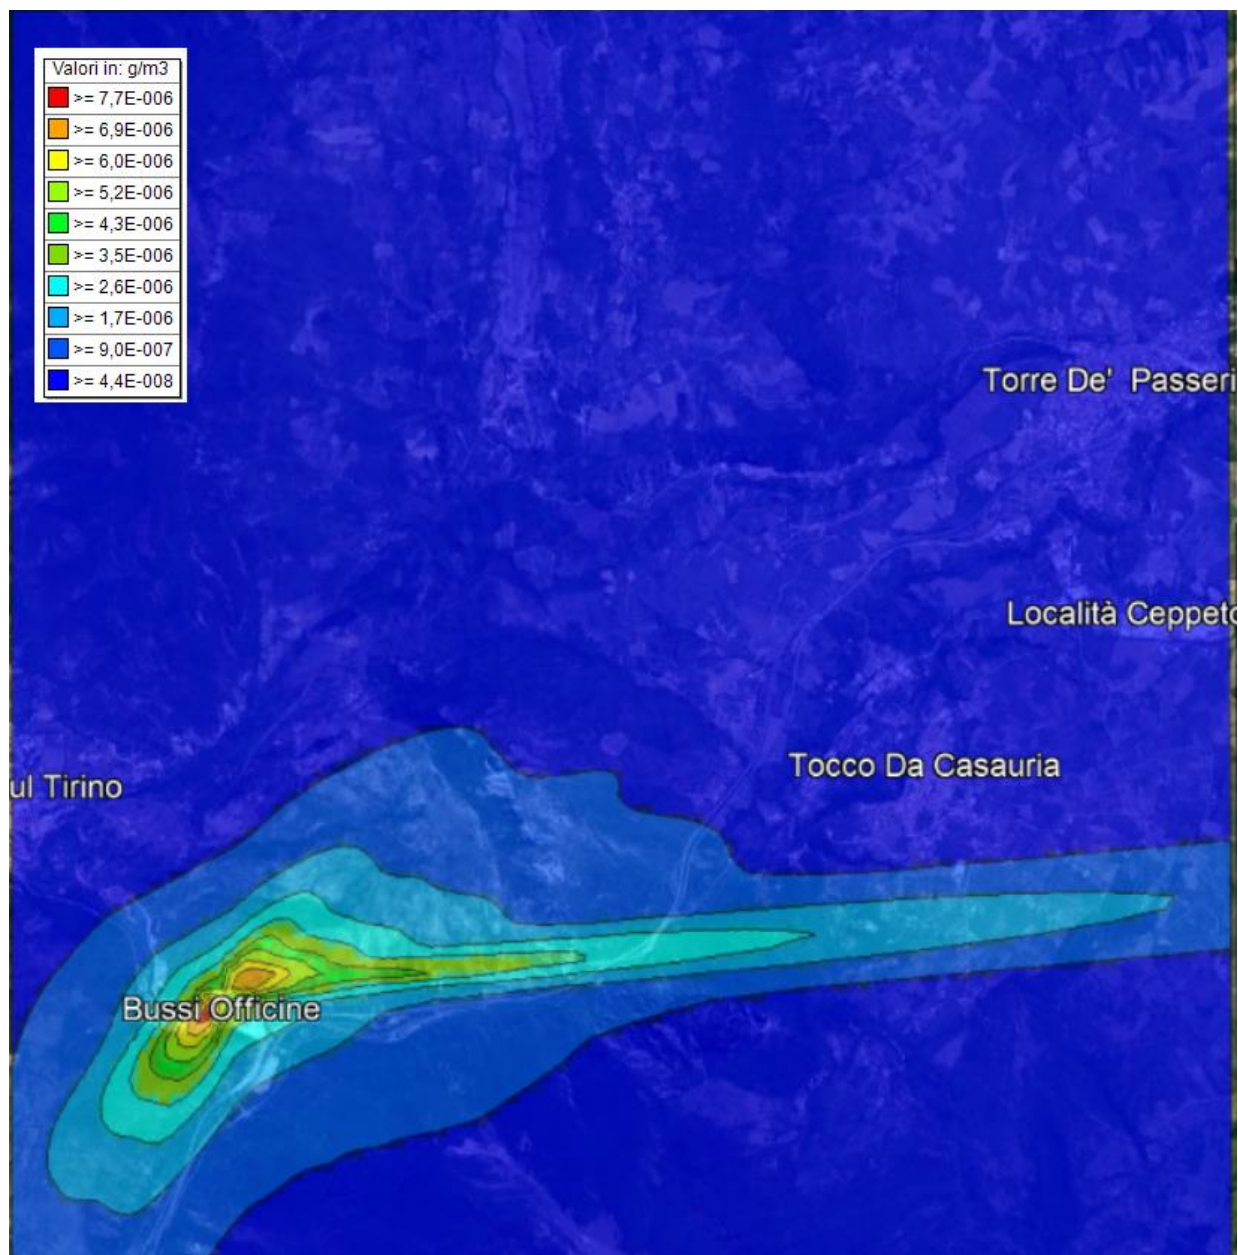 Valori in: g/m3
>= 7,7E-006
>= 6,9E-006
>= 6,0E-006
>= 5,2E-006
>= 4,3E-006
>= 3,5E-006
>= 2,6E-006
>= 1,7E-006
>= 9,0E-007
>= 4,4E-008
Torre De' Passeri
Località Ceppeto
Tocco Da Casauria
ul Tirino
Bussi Officine